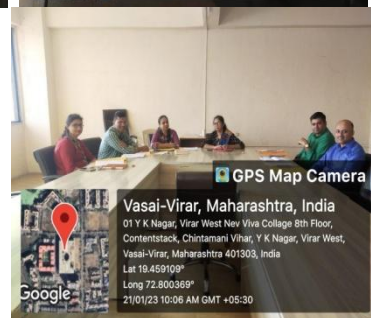 GPS Map Camera
Vasai-Virar, Maharashtra, India
01 Y K Nagar, Virar West Nev Viva Collage 8th Floor,
Contentstack, Chintamani Vihar, Y K Nagar, Virar West,
Vasai-Virar, Maharashtra 401303, India
Lat 19.459109°
Long 72.800369°
21/01/23 10:06 AM GMT +05:30
Google